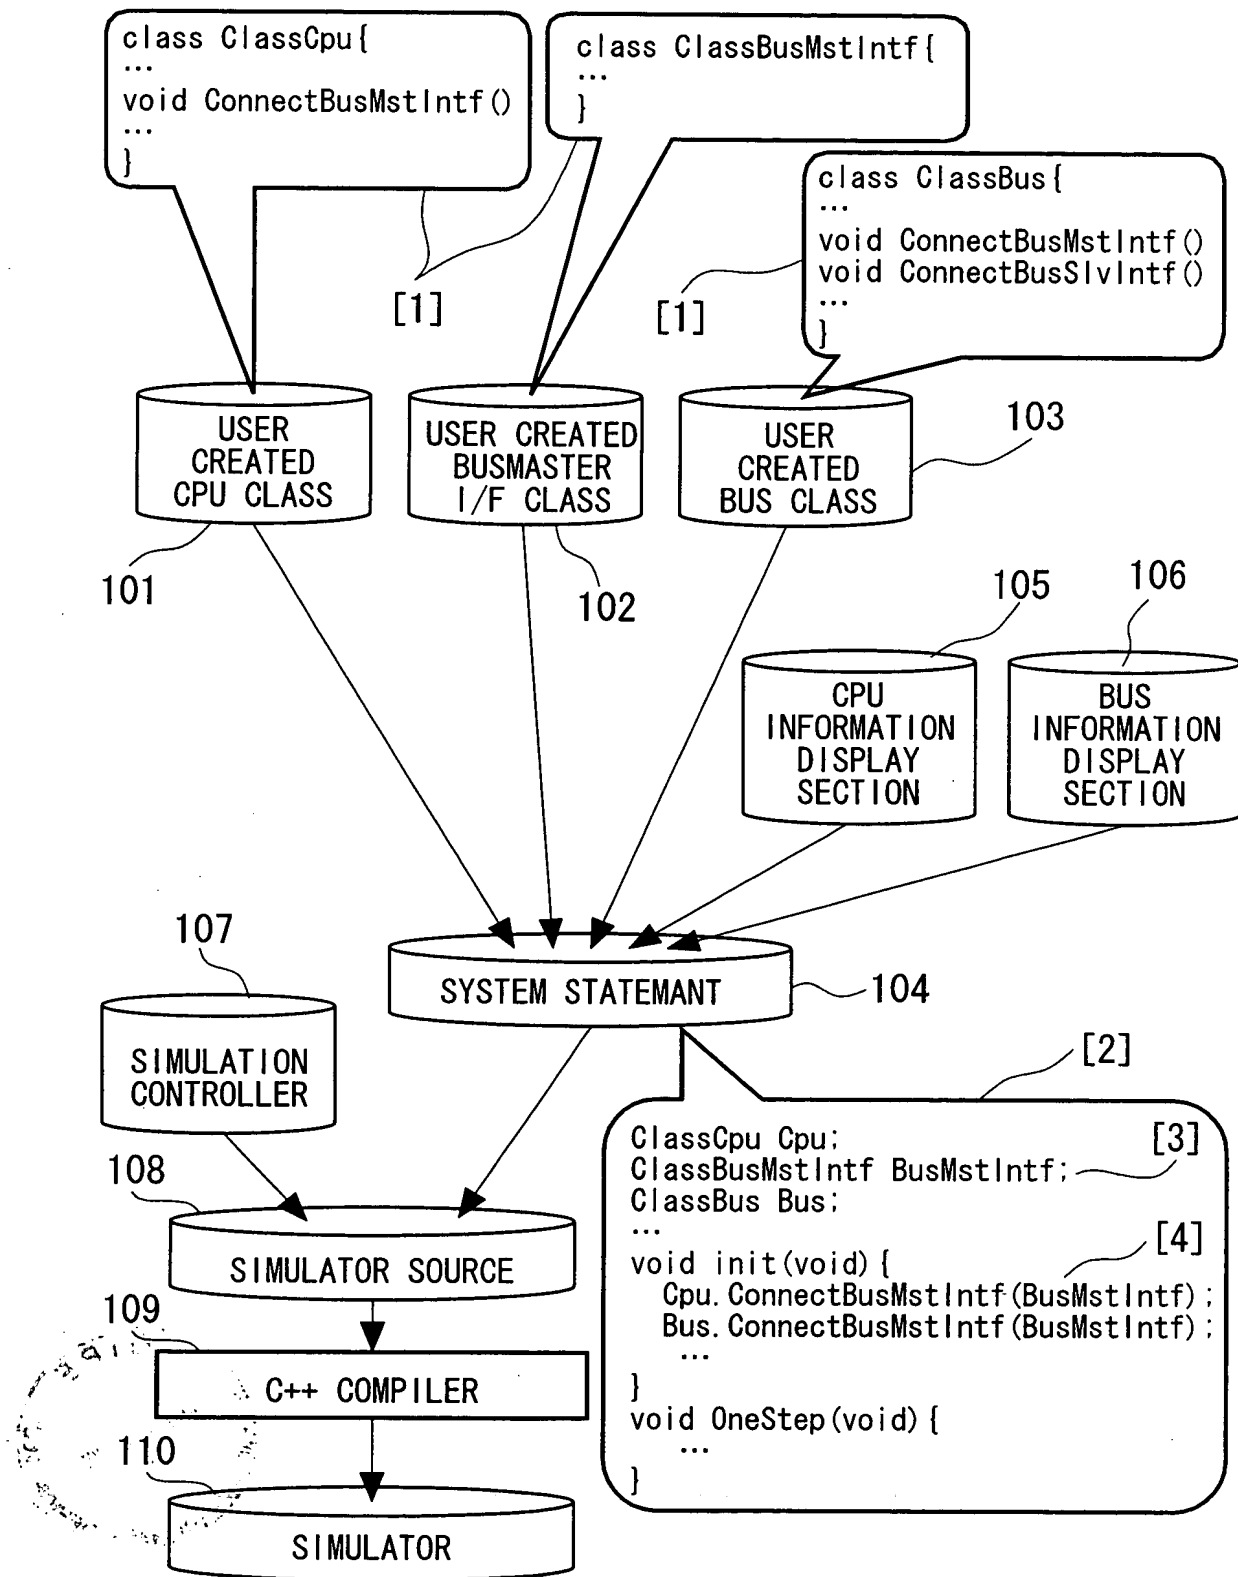 class ClassCpu{
...
void ConnectBusMstIntf()
...
}
class ClassBusMstIntf{
...
}
class ClassBus{
...
void ConnectBusMstIntf()
void ConnectBusSlvIntf()
...
}
[1]
[1]
USER
CREATED
CPU CLASS
USER CREATED
BUSMASTER
I/F CLASS
USER
CREATED
BUS CLASS
103
101
102
105
106
CPU
INFORMATION
DISPLAY
SECTION
BUS
INFORMATION
DISPLAY
SECTION
107
SYSTEM STATEMANT
104
SIMULATION
CONTROLLER
[2]
ClassCpu Cpu;
[3]
ClassBusMstIntf BusMstIntf;
ClassBus Bus;
...
void init(void){
[4]
Cpu.ConnectBusMstIntf(BusMstIntf);
Bus.ConnectBusMstIntf(BusMstIntf);
...
}
void OneStep(void){
...
}
108
SIMULATOR SOURCE
109
C++ COMPILER
110
SIMULATOR